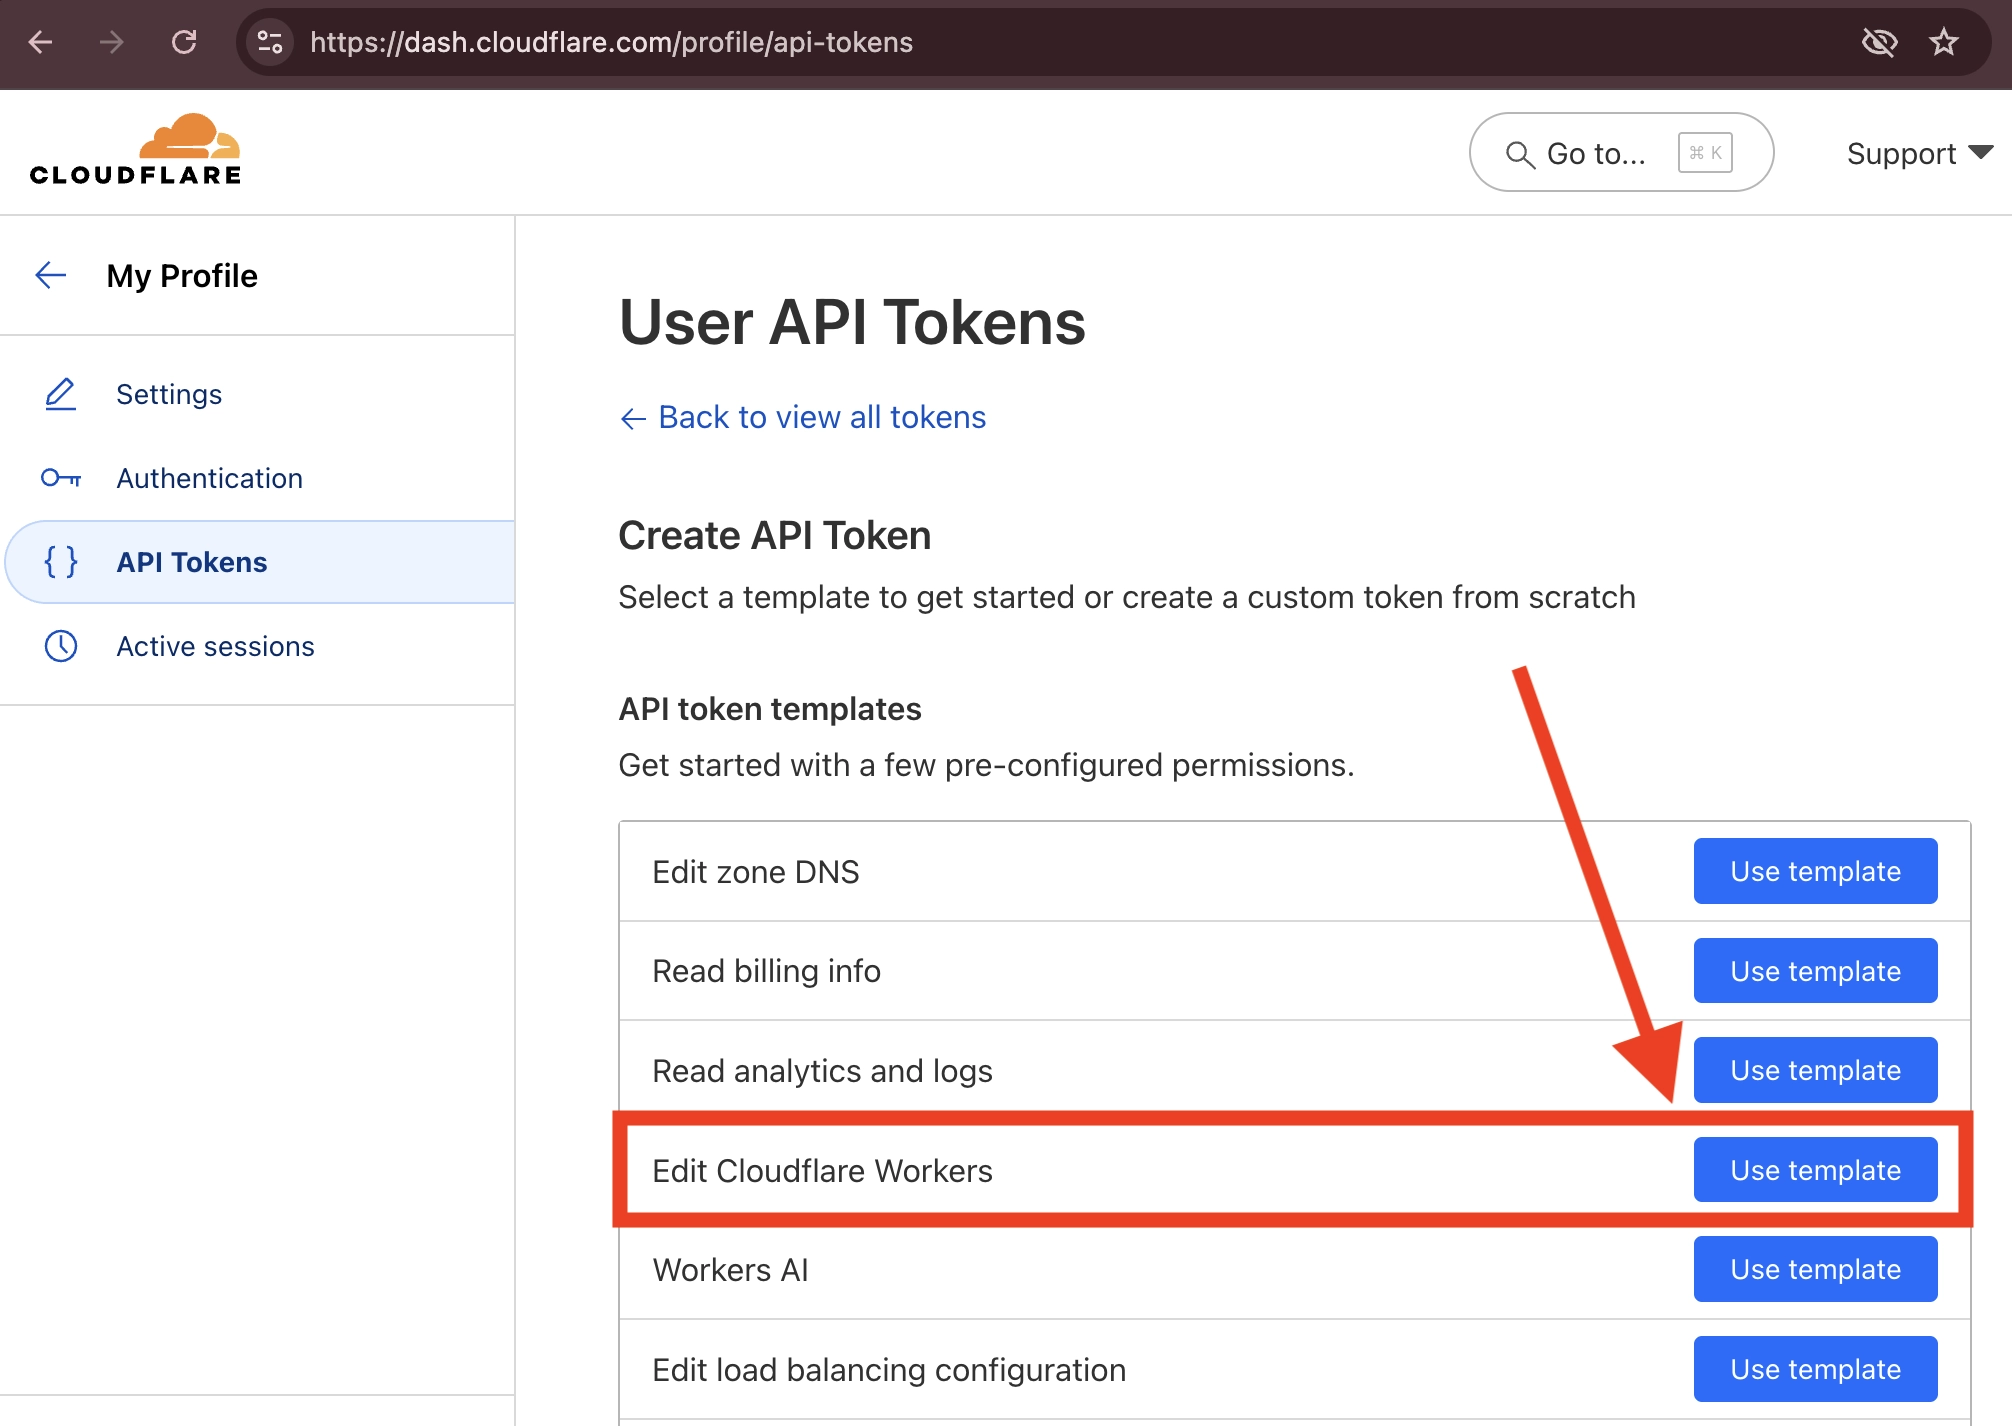 https://dash.cloudflare.com/profile/api-tokens
CLOUDFLARE
Go to...
⌘ K
Support
My Profile
Settings
Authentication
API Tokens
Active sessions
User API Tokens
← Back to view all tokens
Create API Token
Select a template to get started or create a custom token from scratch
API token templates
Get started with a few pre-configured permissions.
Edit zone DNS
Use template
Read billing info
Use template
Read analytics and logs
Use template
Edit Cloudflare Workers
Use template
Workers AI
Use template
Edit load balancing configuration
Use template